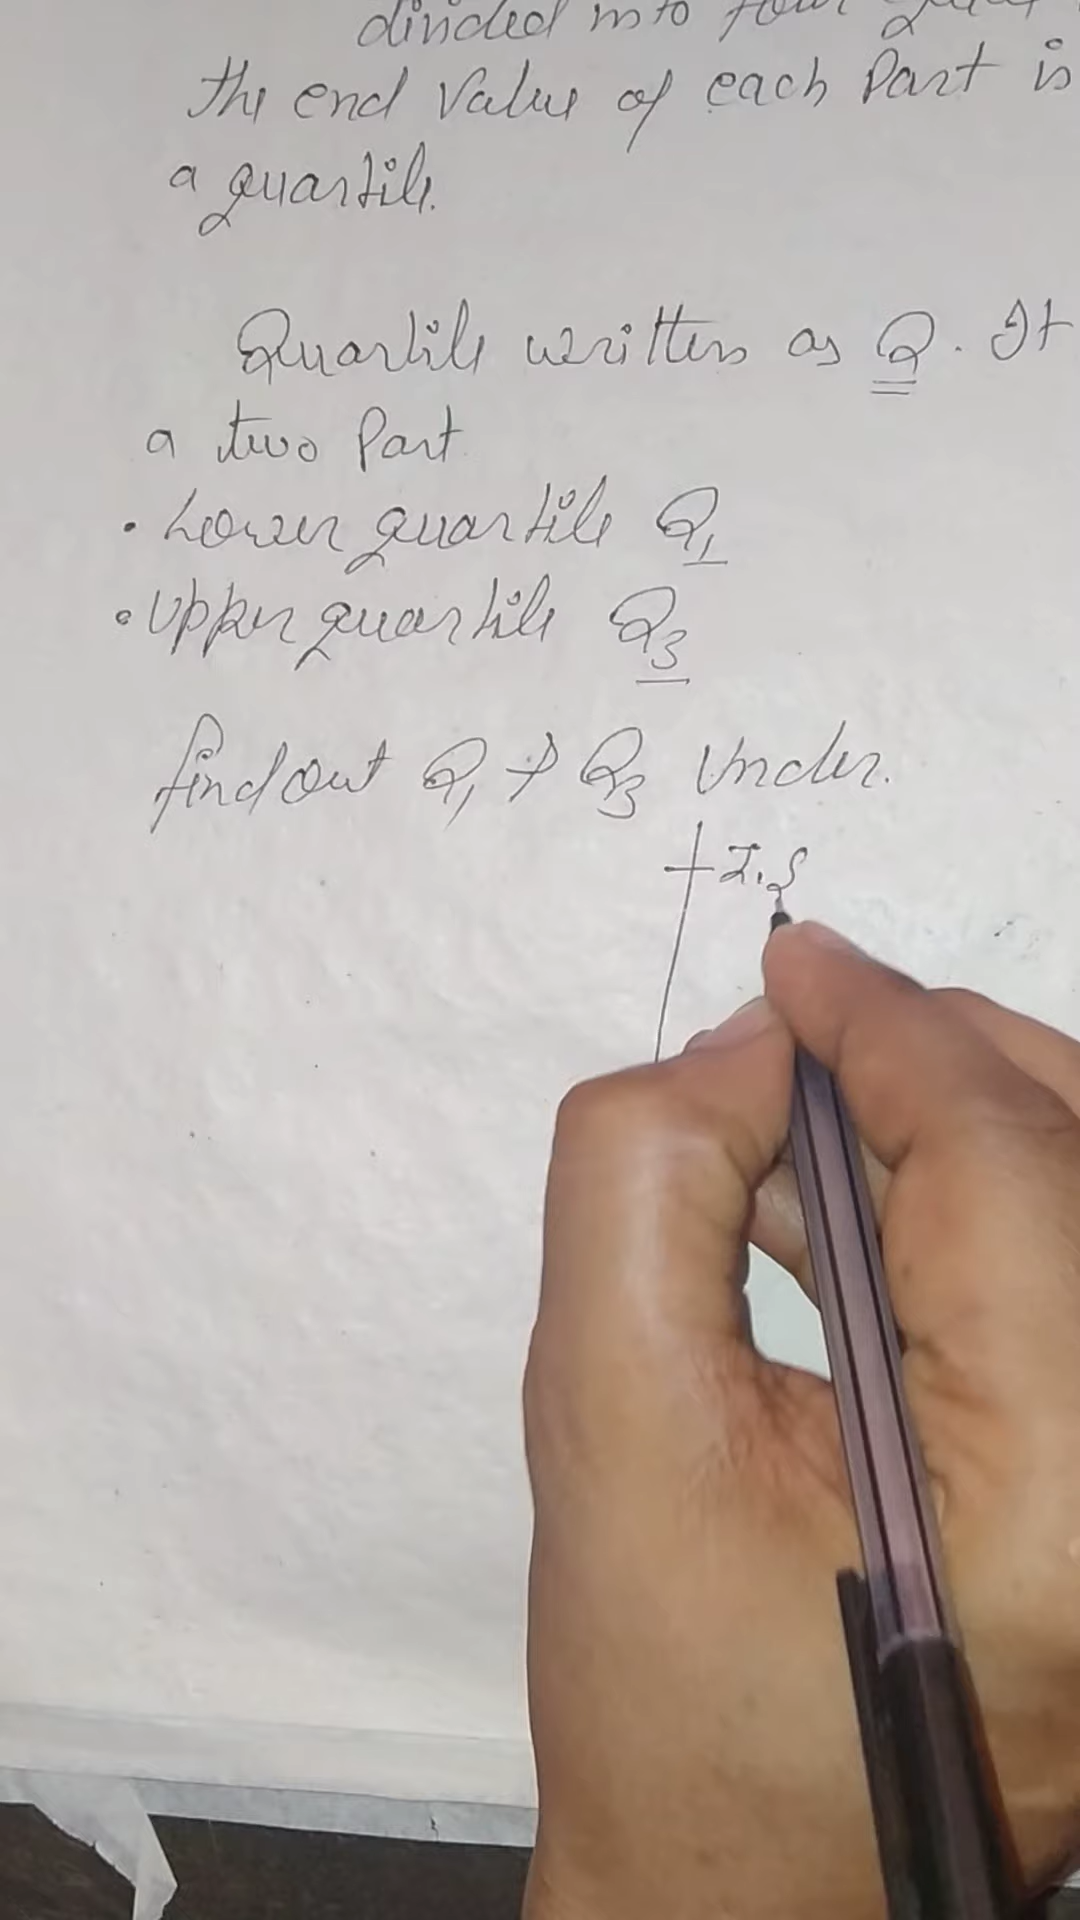 divided into four equal
the end Value of each Part is
a quartile.
Quartile written as Q. It
a two Part
• Lower quartile Q1
• Upper quartile Q3
find out Q1 & Q3 Under.
I.S